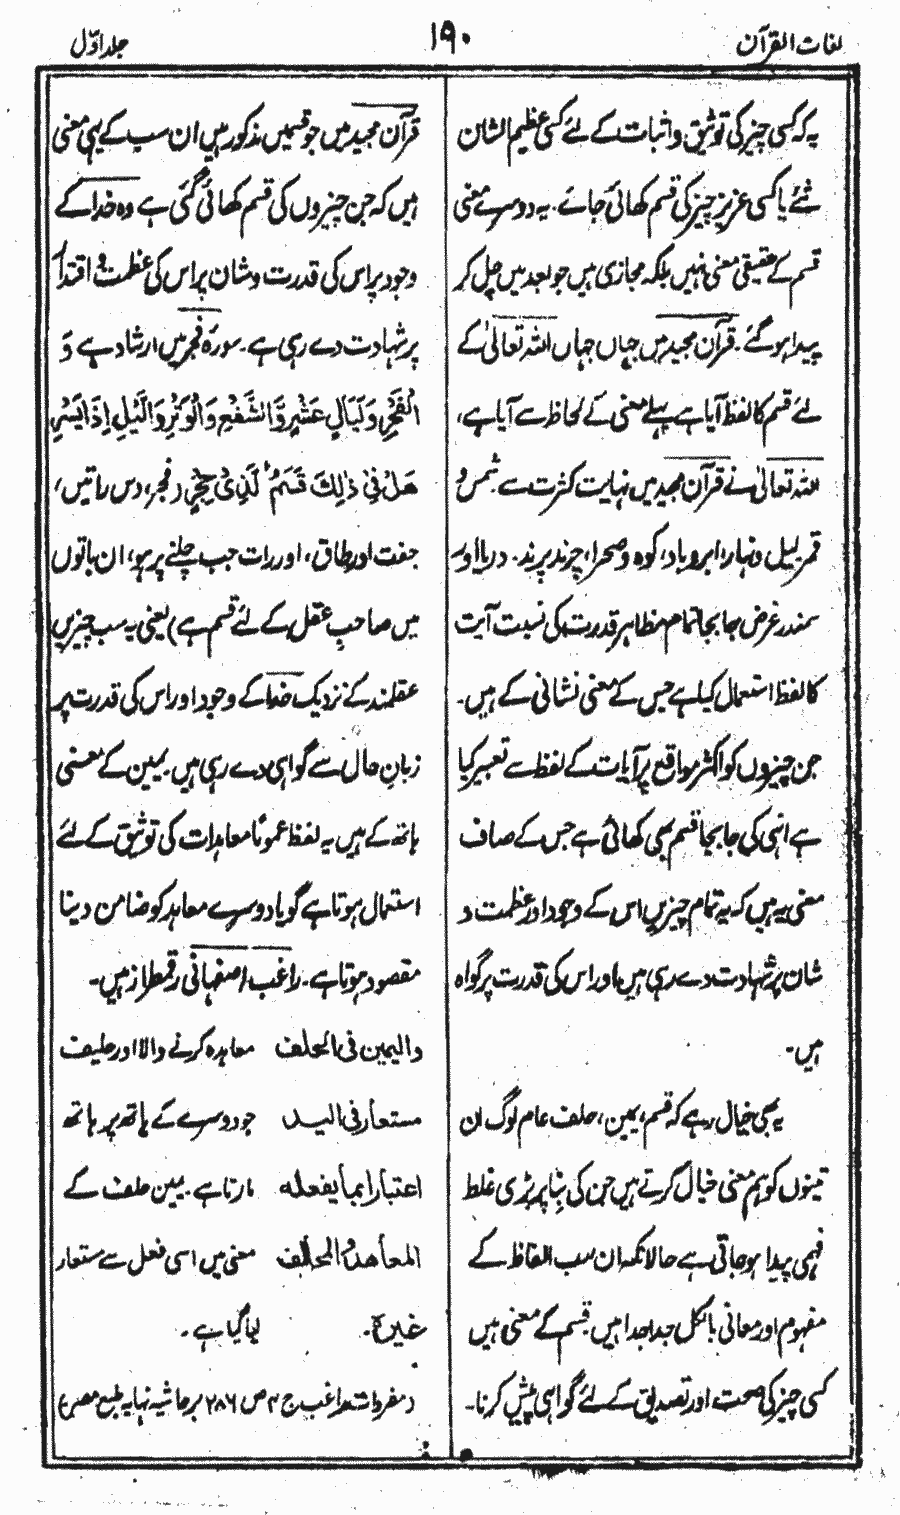 لغات القرآن
۱۹۰
جلد اوّل
یہ کہ کسی چیز کی توثیق و اثبات کے لئے کسی عظیم الشان
شئے یا کسی عزیز چیز کی قسم کھائی جائے۔ یہ دوسرے معنی
قسم کے حقیقی معنی نہیں بلکہ مجازی ہیں جو بعد میں چل کر
پیدا ہو گئے۔ قرآن مجید میں جہاں جہاں اللہ تعالیٰ کے
لئے قسم کا لفظ آیا ہے پہلے معنی کے لحاظ سے آیا ہے،
اللہ تعالیٰ نے قرآن مجید میں نہایت کثرت سے۔ شمس و
قمر۔ لیل و نہار، ابر و باد، کوہ و صحرا، چرند پرند۔ دریا اور
سمندر غرض جابجا تمام مظاہر قدرت کی نسبت آیت
کا لفظ استعمال کیا ہے جس کے معنی نشانی کے ہیں۔
جن چیزوں کو اکثر مواقع پر آیات کے لفظ سے تعبیر کیا
ہے انہی کی جابجا قسم بھی کھائی ہے جس کے صاف
معنی یہ ہیں کہ یہ تمام چیزیں اس کے وجود اور عظمت و
شان پر شہادت دے رہی ہیں اور اس کی قدرت پر گواہ
ہیں۔
یہ بھی خیال رہے کہ قسم، یمین، حلف عام لوگ ان
تینوں کو ہم معنی خیال کرتے ہیں جن کی بنا پر بڑی غلط
فہمی پیدا ہو جاتی ہے حالانکہ ان سب الفاظ کے
مفہوم اور معانی بالکل جدا جدا ہیں۔ قسم کے معنی ہیں
کسی چیز کی صحت اور تصدیق کے لئے گواہی پیش کرنا۔
قرآن مجید میں جو قسمیں مذکور ہیں ان سب کے یہی معنی
ہیں کہ جن چیزوں کی قسم کھائی گئی ہے وہ خدا کے
وجود پر اس کی قدرت و شان پر اس کی عظمت و اقتدار
پر شہادت دے رہی ہے۔ سورۂ فجر میں ارشاد ہے وَ
الْفَجْرِ وَلَيَالٍ عَشْرٍ وَّالشَّفْعِ وَالْوَتْرِ وَالَّيْلِ إِذَا يَسْرِ
هَلْ فِيْ ذٰلِكَ قَسَمٌ لِّذِيْ حِجْرٍ (فجر، دس راتیں،
جفت اور طاق، اور رات جب چلنے پر ہو، ان باتوں
میں صاحبِ عقل کے لئے قسم ہے) یعنی یہ سب چیزیں
عقلمند کے نزدیک خدا کے وجود اور اس کی قدرت پر
زبانِ حال سے گواہی دے رہی ہیں۔ یمین کے معنی
ہاتھ کے ہیں یہ لفظ عموماً معاہدات کی توثیق کے لئے
استعمال ہوتا ہے گویا دوسرے معاہد کو ضامن دینا
مقصود ہوتا ہے۔ راغب اصفہانی رقمطراز ہیں۔
والیمین فی الحلف معاہدہ کرنے والا اور حلیف
مستعار فی الید جو دوسرے کے ہاتھ پر ہاتھ
اعتباراً بما یفعله مارتا ہے۔ یمین حلف کے
المعاهد والمحالف معنی میں اسی فعل سے مستعار
غیرہ۔ لیا گیا ہے۔
(مفردات راغب ج ۴ ص ۲۸۶ برحاشیہ نہایہ طبع مصر)